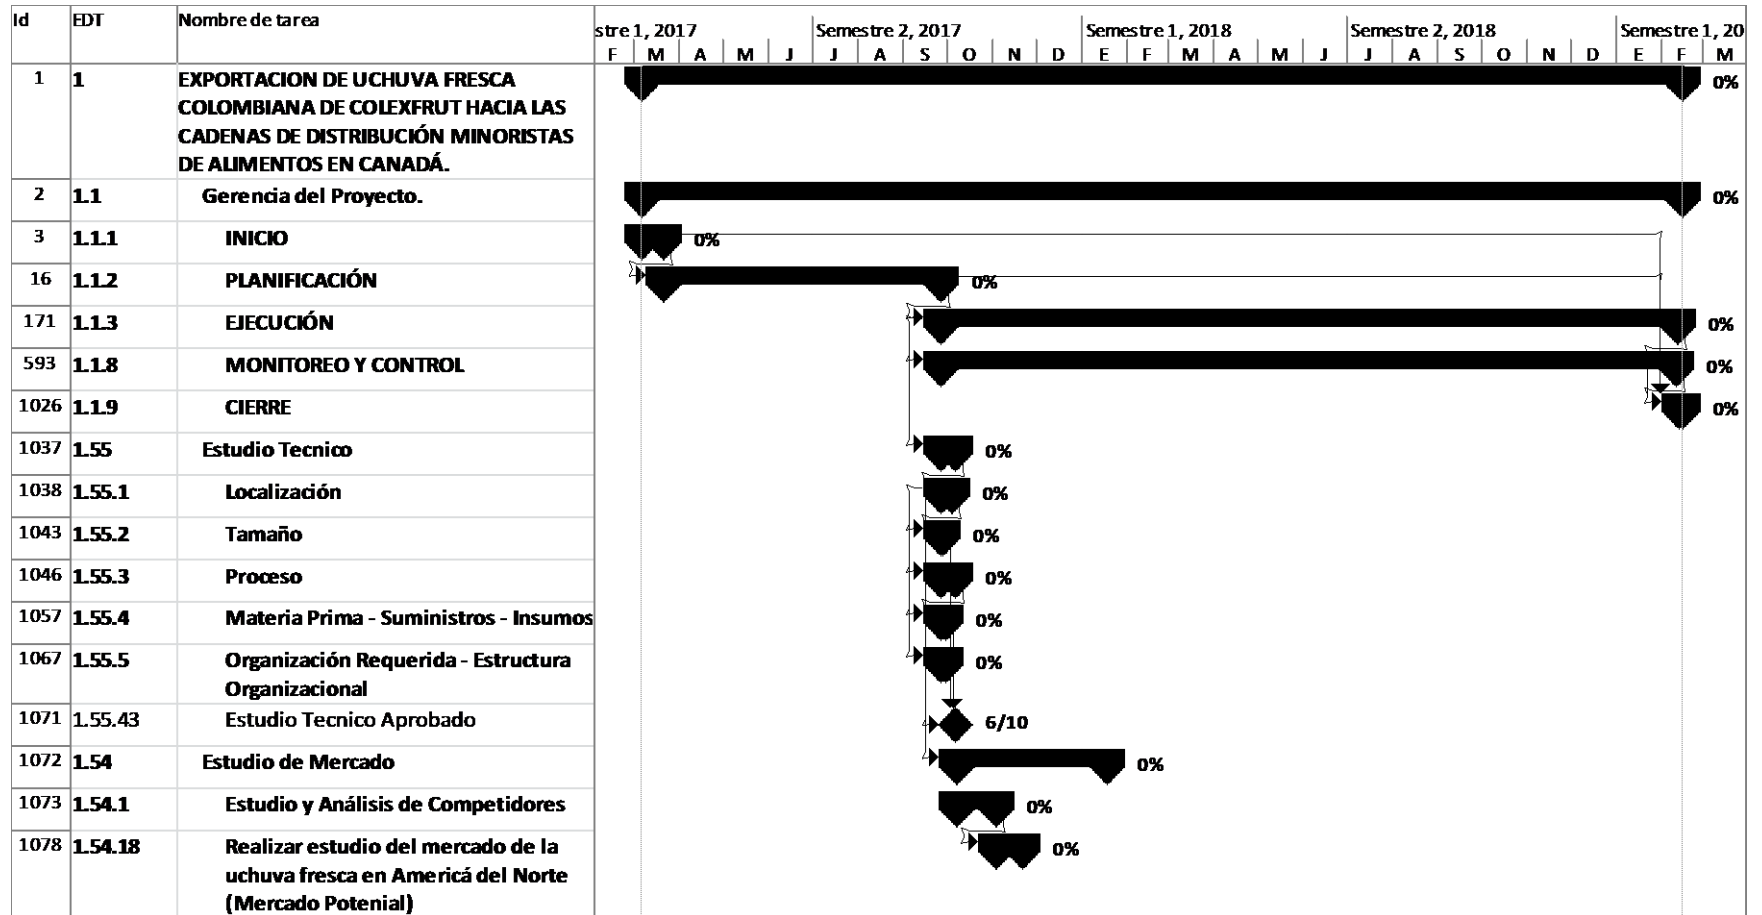 Id EDT Nombre de tarea
stre 1, 2017 Semestre 2, 2017 Semestre 1, 2018 Semestre 2, 2018 Semestre 1, 20
F M A M J J A S O N D E F M A M J J A S O N D E F M
1 1 EXPORTACION DE UCHUVA FRESCA 0%
COLOMBIANA DE COLEXFRUT HACIA LAS
CADENAS DE DISTRIBUCIÓN MINORISTAS
DE ALIMENTOS EN CANADÁ.
2 1.1 Gerencia del Proyecto. 0%
3 1.1.1 INICIO 0%
16 1.1.2 PLANIFICACIÓN 0%
171 1.1.3 EJECUCIÓN 0%
593 1.1.8 MONITOREO Y CONTROL 0%
1026 1.1.9 CIERRE 0%
1037 1.55 Estudio Tecnico 0%
1038 1.55.1 Localización 0%
1043 1.55.2 Tamaño 0%
1046 1.55.3 Proceso 0%
1057 1.55.4 Materia Prima - Suministros - Insumos 0%
1067 1.55.5 Organización Requerida - Estructura 0%
Organizacional
1071 1.55.43 Estudio Tecnico Aprobado 6/10
1072 1.54 Estudio de Mercado 0%
1073 1.54.1 Estudio y Análisis de Competidores 0%
1078 1.54.18 Realizar estudio del mercado de la 0%
uchuva fresca en Americá del Norte
(Mercado Potenial)